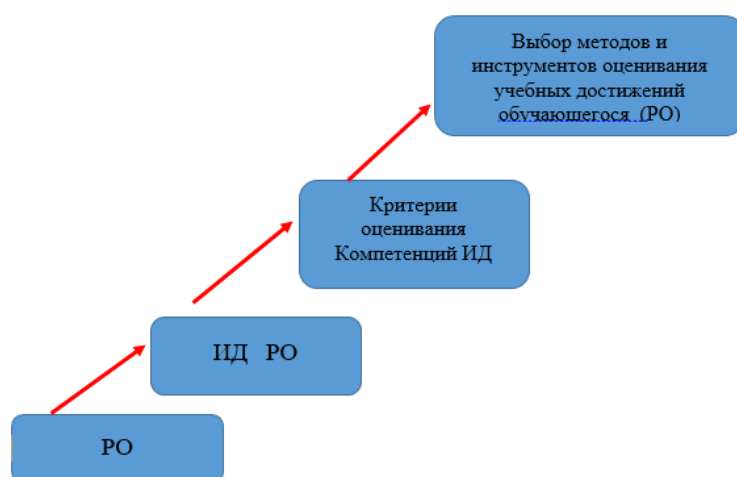 Выбор методов и
инструментов оценивания
учебных достижений
обучающегося (РО)
Критерии
оценивания
Компетенций ИД
ИД РО
РО